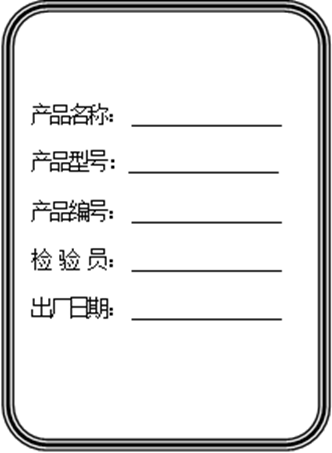 产品名称：
产品型号：
产品编号：
检 验 员：
出厂日期：